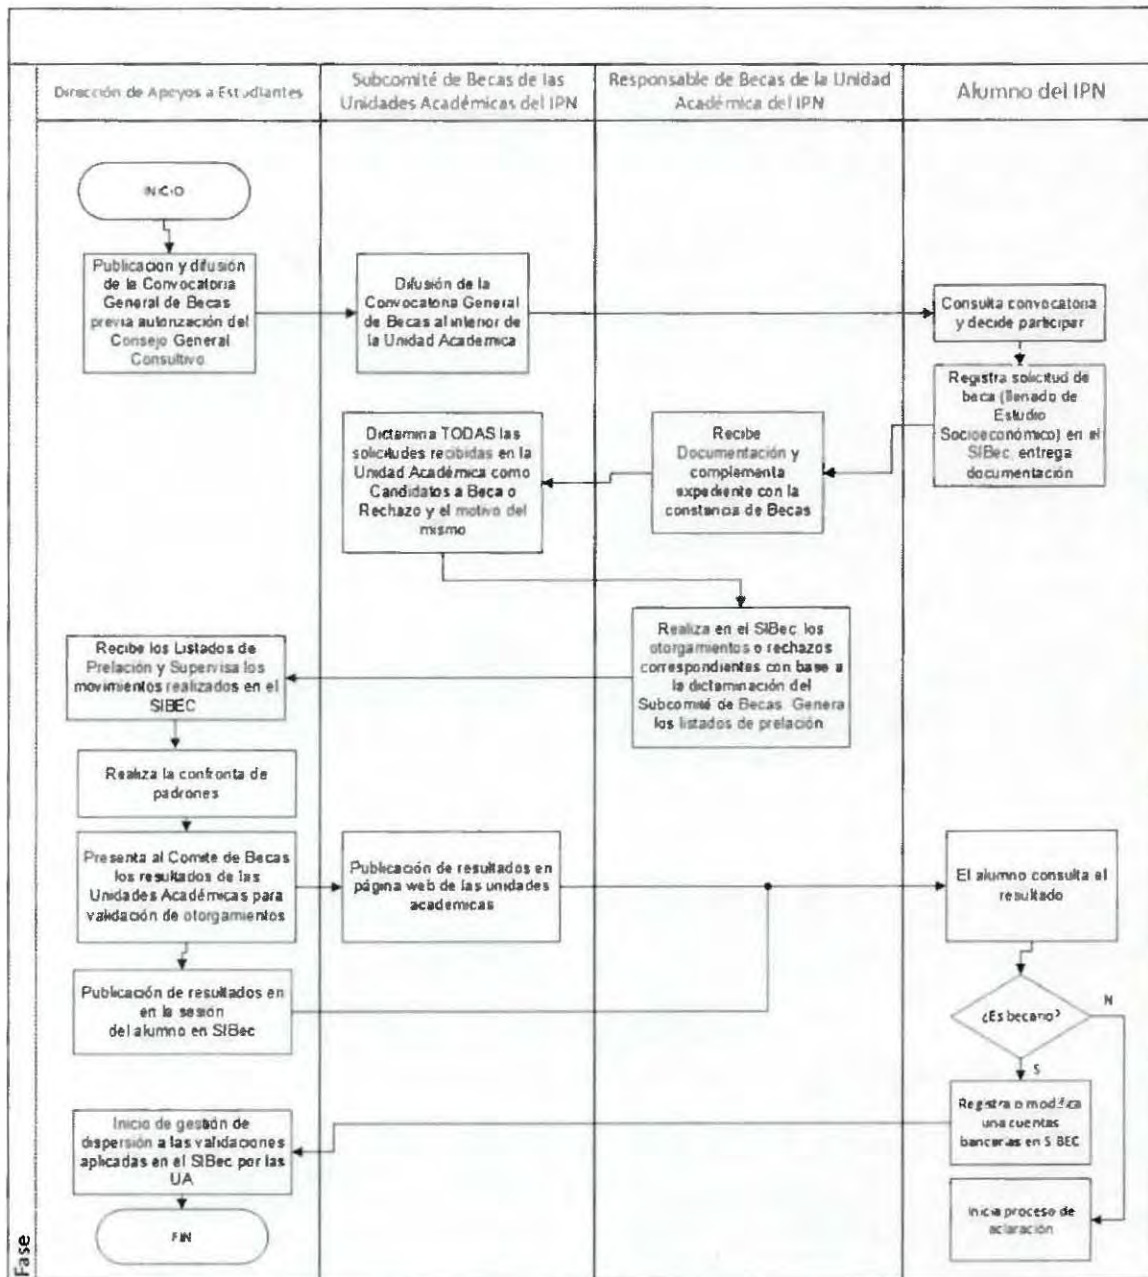 Dirección de Apoyos a Estudiantes
Subcomité de Becas de las
Unidades Académicas del IPN
Responsable de Becas de la Unidad
Académica del IPN
Alumno del IPN
INICIO
Publicacion y difusión
de la Convocatoria
General de Becas
previa autorización del
Consejo General
Consultivo
Difusión de la
Convocatoria General
de Becas al interior de
la Unidad Academica
Consulta convocatoria
y decide participar
Registra solicitud de
beca (llenado de
Estudio
Socioeconómico) en el
SIBec, entrega
documentación
Recibe
Documentación y
complementa
expediente con la
constancia de Becas
Dictamina TODAS las
solicitudes recibidas en la
Unidad Académica como
Candidatos a Beca o
Rechazo y el motivo del
mismo
Realiza en el SIBec, los
otorgamientos o rechazos
correspondientes con base a
la dictaminación del
Subcomité de Becas. Genera
los listados de prelación
Recibe los Listados de
Prelación y Supervisa los
movimientos realizados en el
SIBEC
Realiza la confronta de
padrones
Presenta al Comite de Becas
los resultados de las
Unidades Académicas para
validación de otorgamientos
Publicación de resultados en
página web de las unidades
academicas
El alumno consulta el
resultado
Publicación de resultados en
en la sesión
del alumno en SIBec
¿Es becario?
N
S
Registra o modifica
una cuentas
bancarias en SIBEC
Inicio de gestión de
dispersión a las validaciones
aplicadas en el SIBec por las
UA
Inicia proceso de
aclaración
FIN
Fase